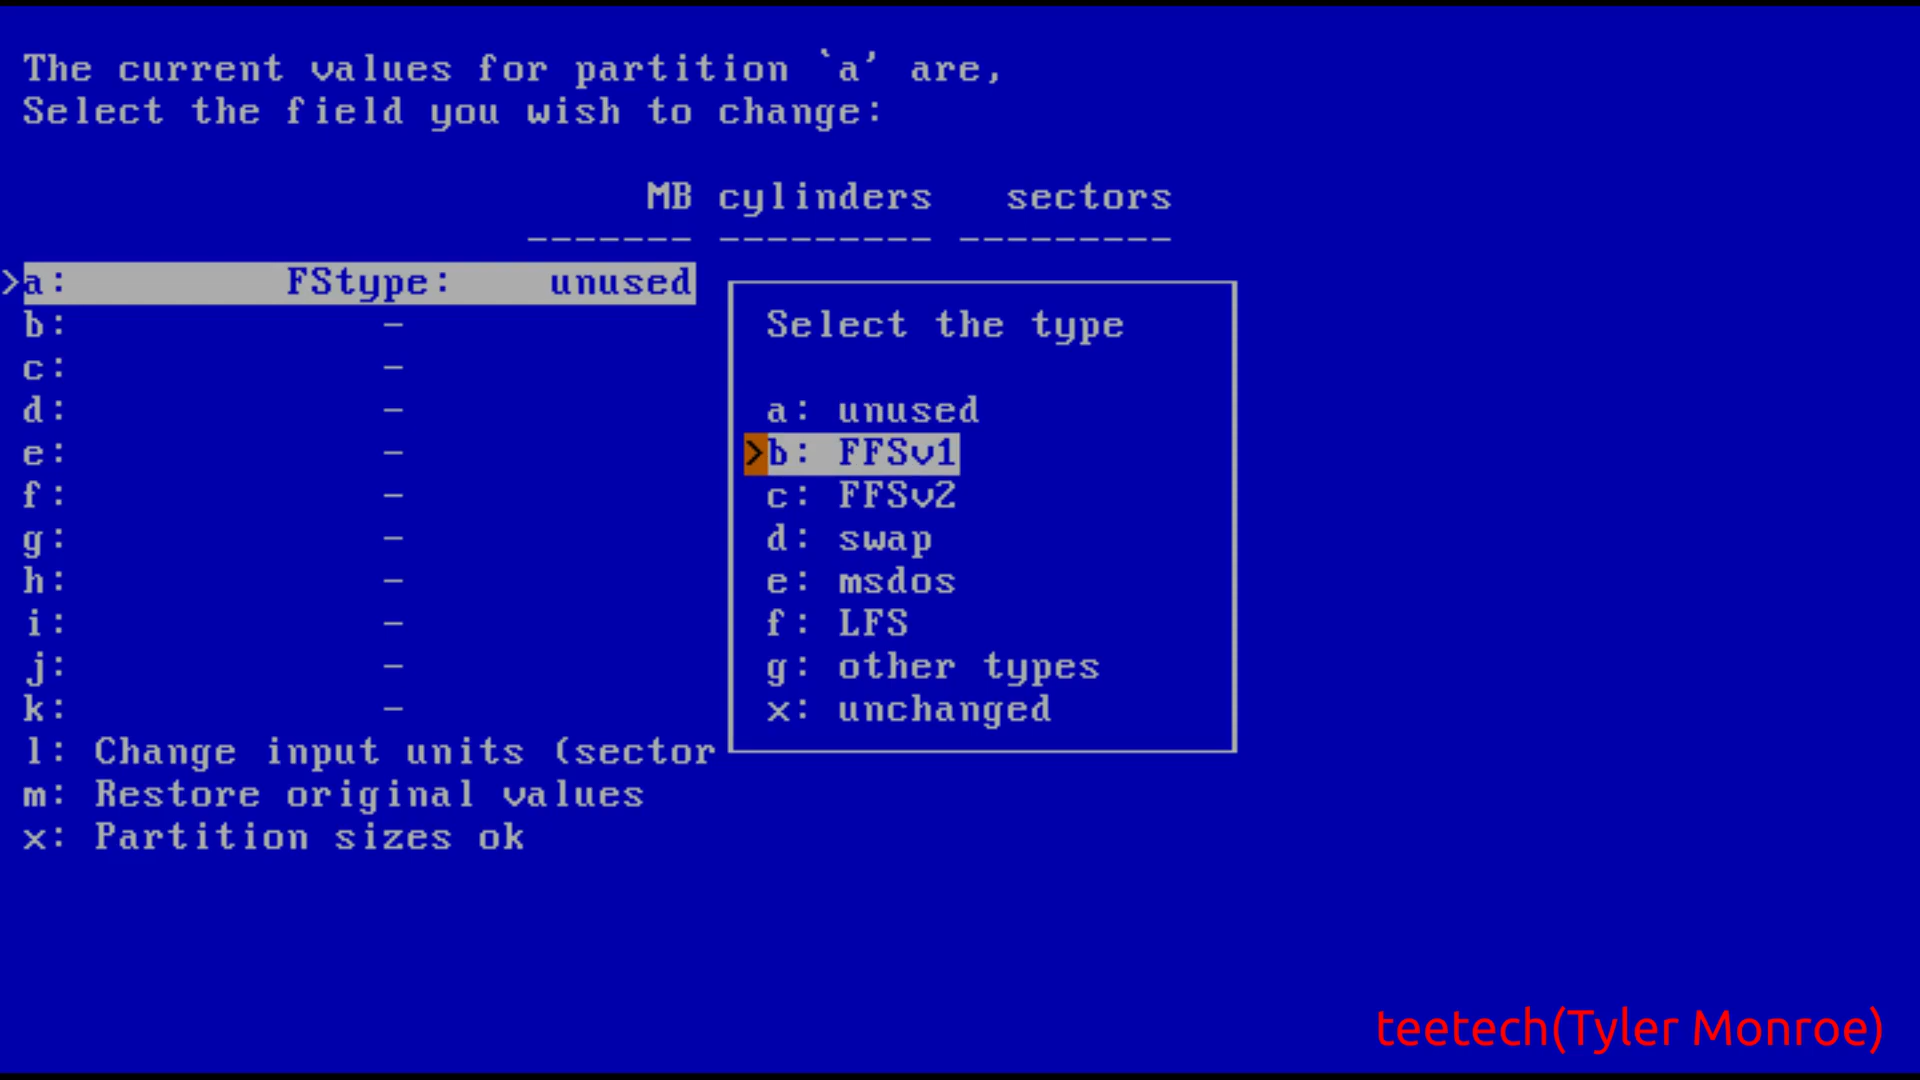 The current values for partition `a' are,
Select the field you wish to change:
MB cylinders sectors
------- --------- ---------
>a: FStype: unused
b: -
c: -
d: -
e: -
f: -
g: -
h: -
i: -
j: -
k: -
l: Change input units (sector
m: Restore original values
x: Partition sizes ok
Select the type
a: unused
>b: FFSv1
c: FFSv2
d: swap
e: msdos
f: LFS
g: other types
x: unchanged
teetech(Tyler Monroe)